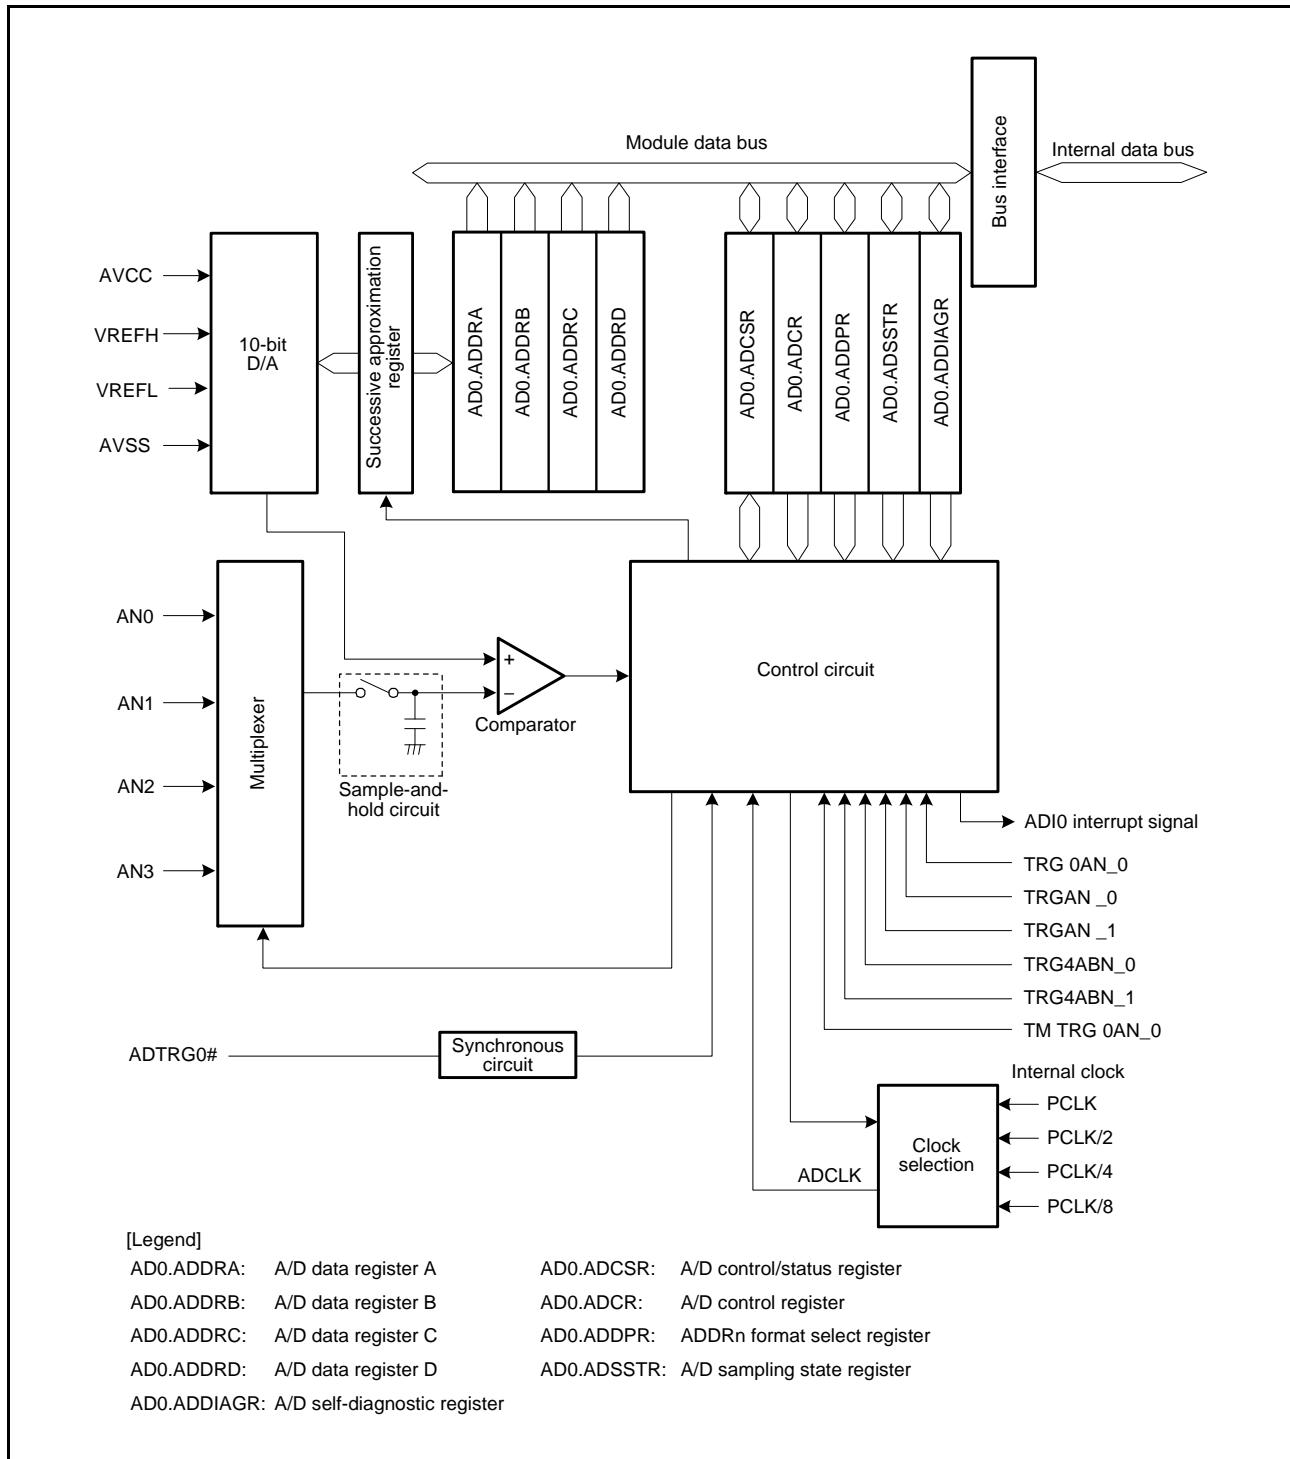 Module data bus
Internal data bus
Bus interface
AVCC
VREFH
VREFL
AVSS
10-bit
D/A
Successive approximation
register
AD0.ADDRA
AD0.ADDRB
AD0.ADDRC
AD0.ADDRD
AD0.ADCSR
AD0.ADCR
AD0.ADDPR
AD0.ADSSTR
AD0.ADDIAGR
AN0
AN1
AN2
AN3
Multiplexer
+
−
Comparator
Sample-and-
hold circuit
Control circuit
ADI0 interrupt signal
TRG 0AN_0
TRGAN _0
TRGAN _1
TRG4ABN_0
TRG4ABN_1
TM TRG 0AN_0
ADTRG0#
Synchronous
circuit
Internal clock
PCLK
PCLK/2
PCLK/4
PCLK/8
Clock
selection
ADCLK
[Legend]
AD0.ADDRA: A/D data register A
AD0.ADCSR: A/D control/status register
AD0.ADDRB: A/D data register B
AD0.ADCR: A/D control register
AD0.ADDRC: A/D data register C
AD0.ADDPR: ADDRn format select register
AD0.ADDRD: A/D data register D
AD0.ADSSTR: A/D sampling state register
AD0.ADDIAGR: A/D self-diagnostic register